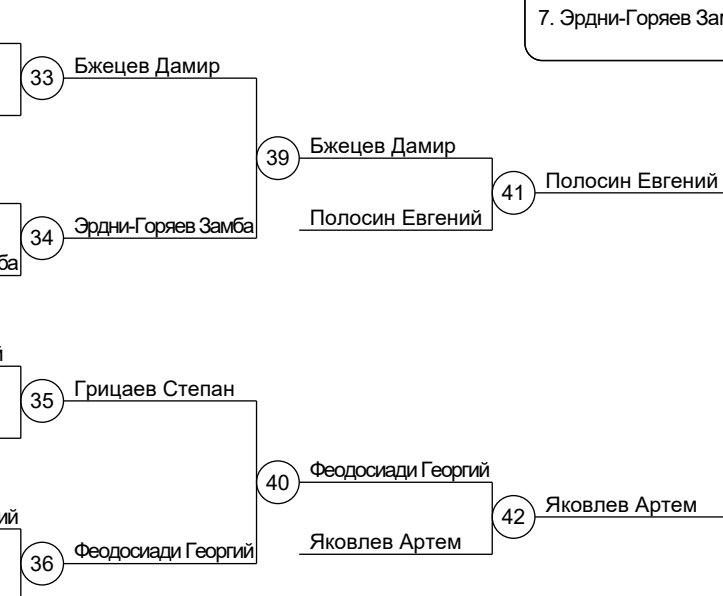 7. Эрдни-Горяев
33 Бжецев Дамир
39 Бжецев Дамир
41 Полосин Евгений
Полосин Евгений
34 Эрдни-Горяев Замба
35 Грицаев Степан
40 Феодосиади Георгий
42 Яковлев Артем
Яковлев Артем
36 Феодосиади Георгий